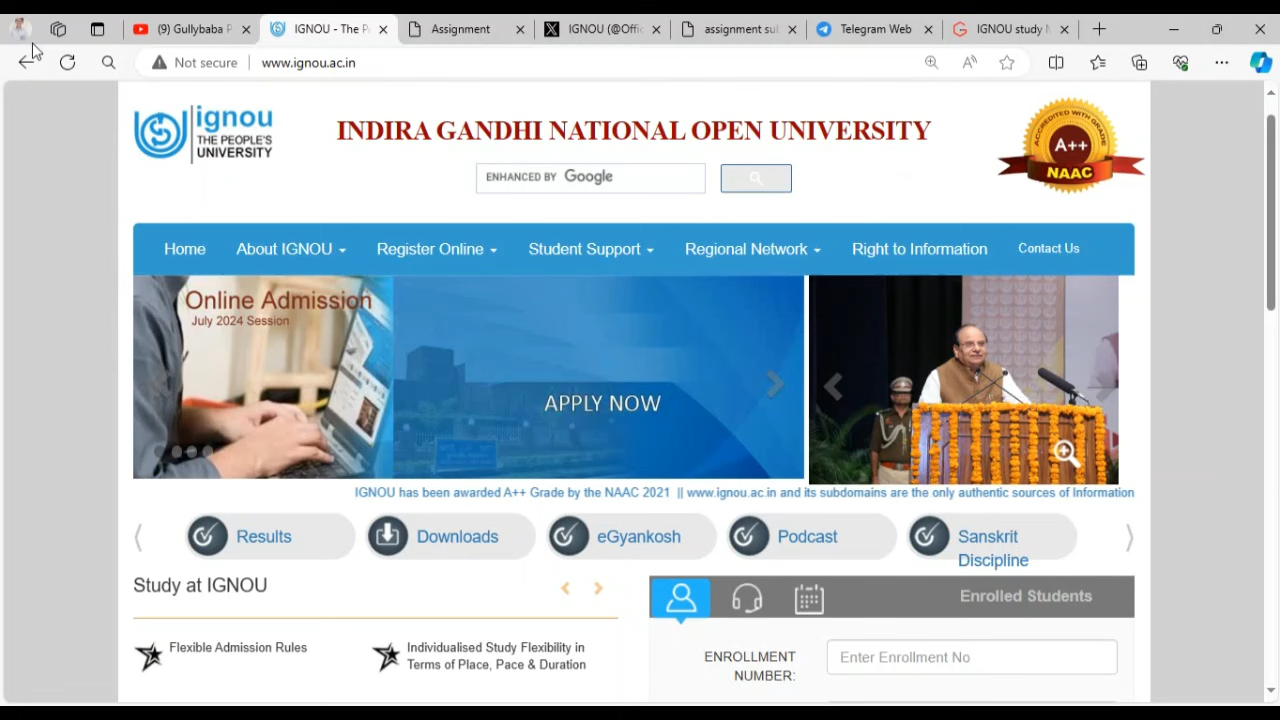 (9) Gullybaba P
IGNOU - The P
Assignment
IGNOU (@Offi
assignment sub
Telegram Web
IGNOU study M
Not secure
www.ignou.ac.in
ignou
THE PEOPLE'S
UNIVERSITY
INDIRA GANDHI NATIONAL OPEN UNIVERSITY
ENHANCED BY Google
ACCREDITED WITH GRADE
A++
NAAC
Home
About IGNOU
Register Online
Student Support
Regional Network
Right to Information
Contact Us
Online Admission
July 2024 Session
APPLY NOW
IGNOU has been awarded A++ Grade by the NAAC 2021 || www.ignou.ac.in and its subdomains are the only authentic sources of Information
Results
Downloads
eGyankosh
Podcast
Sanskrit
Discipline
Study at IGNOU
Enrolled Students
Flexible Admission Rules
Individualised Study Flexibility in
Terms of Place, Pace & Duration
ENROLLMENT
NUMBER:
Enter Enrollment No